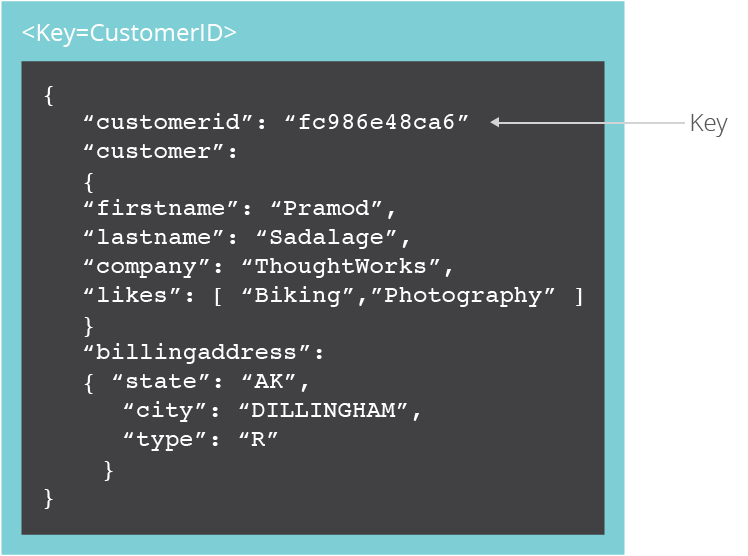 <Key=CustomerID>
{
“customerid”: “fc986e48ca6” Key
“customer”:
{
“firstname”: “Pramod”,
“lastname”: “Sadalage”,
“company”: “ThoughtWorks”,
“likes”: [ “Biking”,”Photography” ]
}
“billingaddress”:
{ “state”: “AK”,
“city”: “DILLINGHAM”,
“type”: “R”
}
}